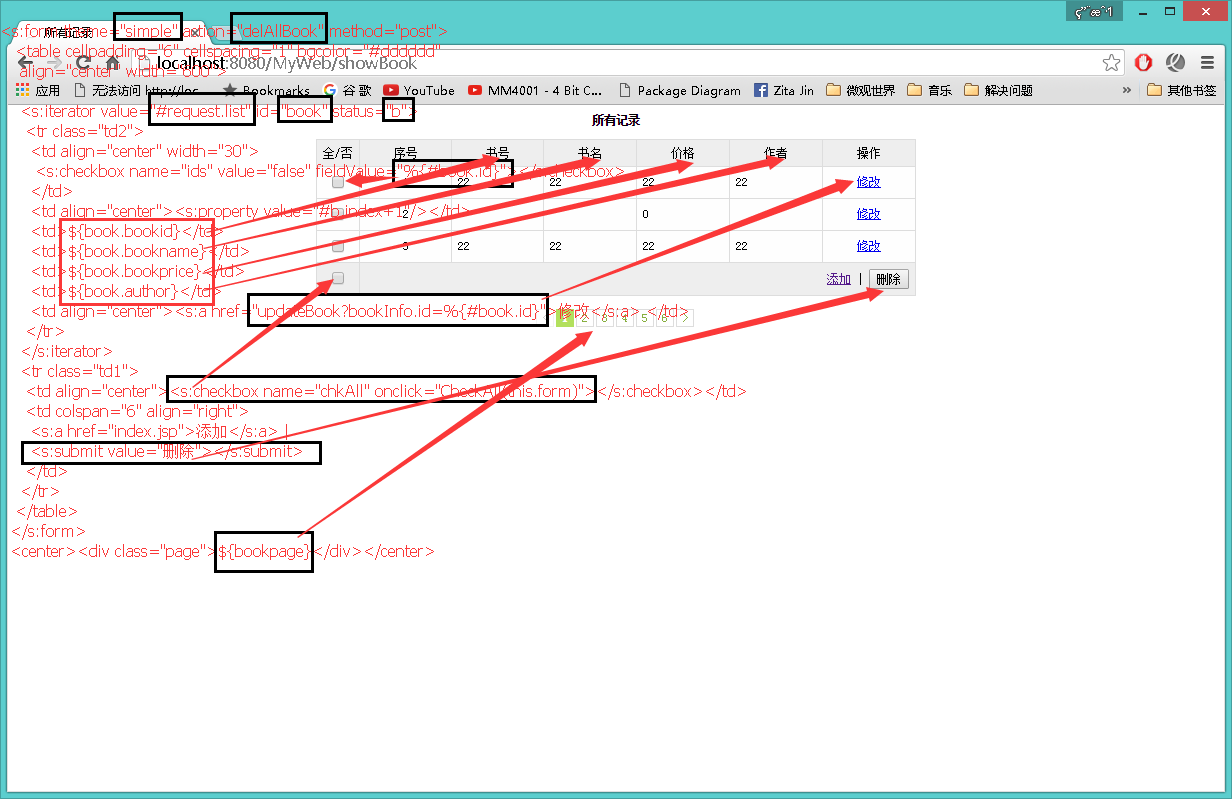 所有记录
ç"¨æˆ·1
<s:form theme="simple" action="delAllBook" method="post">
<table cellpadding="6" cellspacing="1" bgcolor="#dddddd"
align="center" width="600">
localhost:8080/MyWeb/showBook
应用 无法访问 http://loc... Bookmarks 谷 歌 YouTube MM4001 - 4 Bit C... Package Diagram Zita Jin 微观世界 音乐 解决问题 » 其他书签
<s:iterator value="#request.list" id="book" status="b">
所有记录
<tr class="td2">
<td align="center" width="30">
全/否 序号 书号 书名 价格 作者 操作
<s:checkbox name="ids" value="false" fieldValue="%{#book.id}"></s:checkbox>
22 22 22 22 修改
</td>
<td align="center"><s:property value="#b.index+1"/></td>
2 0 修改
<td>${book.bookid}</td>
<td>${book.bookname}</td>
3 22 22 22 22 修改
<td>${book.bookprice}</td>
添加 | 删除
<td>${book.author}</td>
<td align="center"><s:a href="updateBook?bookInfo.id=%{#book.id}">修改</s:a></td>
1 2 3 4 5 6 7
</tr>
</s:iterator>
<tr class="td1">
<td align="center"><s:checkbox name="chkAll" onclick="CheckAll(this.form)"></s:checkbox></td>
<td colspan="6" align="right">
<s:a href="index.jsp">添加</s:a> |
<s:submit value="删除"></s:submit>
</td>
</tr>
</table>
</s:form>
<center><div class="page">${bookpage}</div></center>